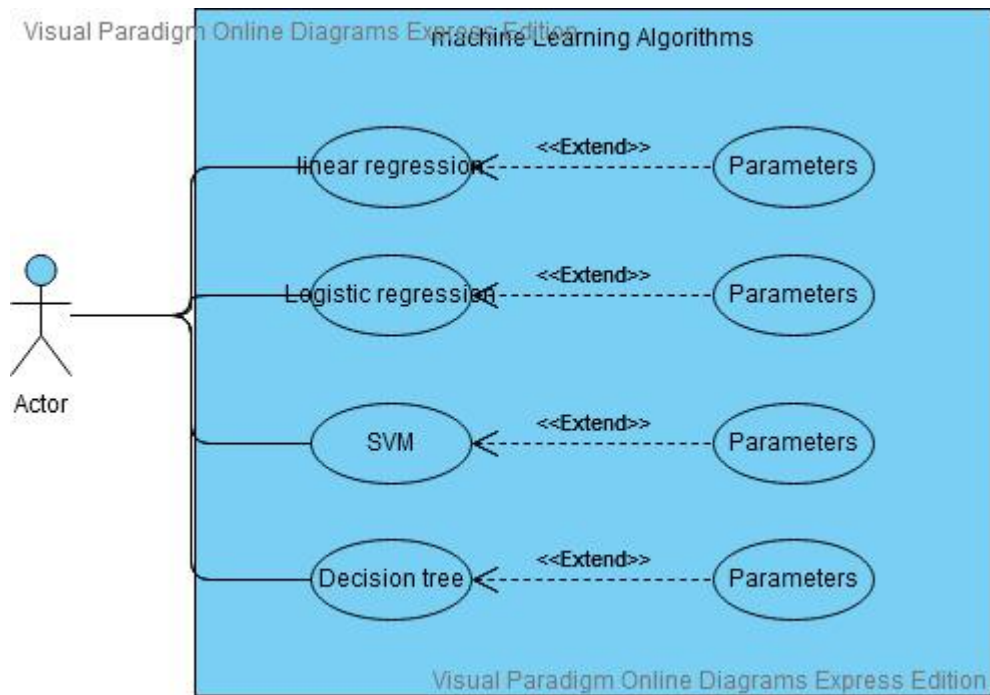 Visual Paradigm Online Diagrams Express Edition
machine Learning Algorithms
linear regression
<<Extend>>
Parameters
Logistic regression
<<Extend>>
Parameters
Actor
SVM
<<Extend>>
Parameters
Decision tree
<<Extend>>
Parameters
Visual Paradigm Online Diagrams Express Edition